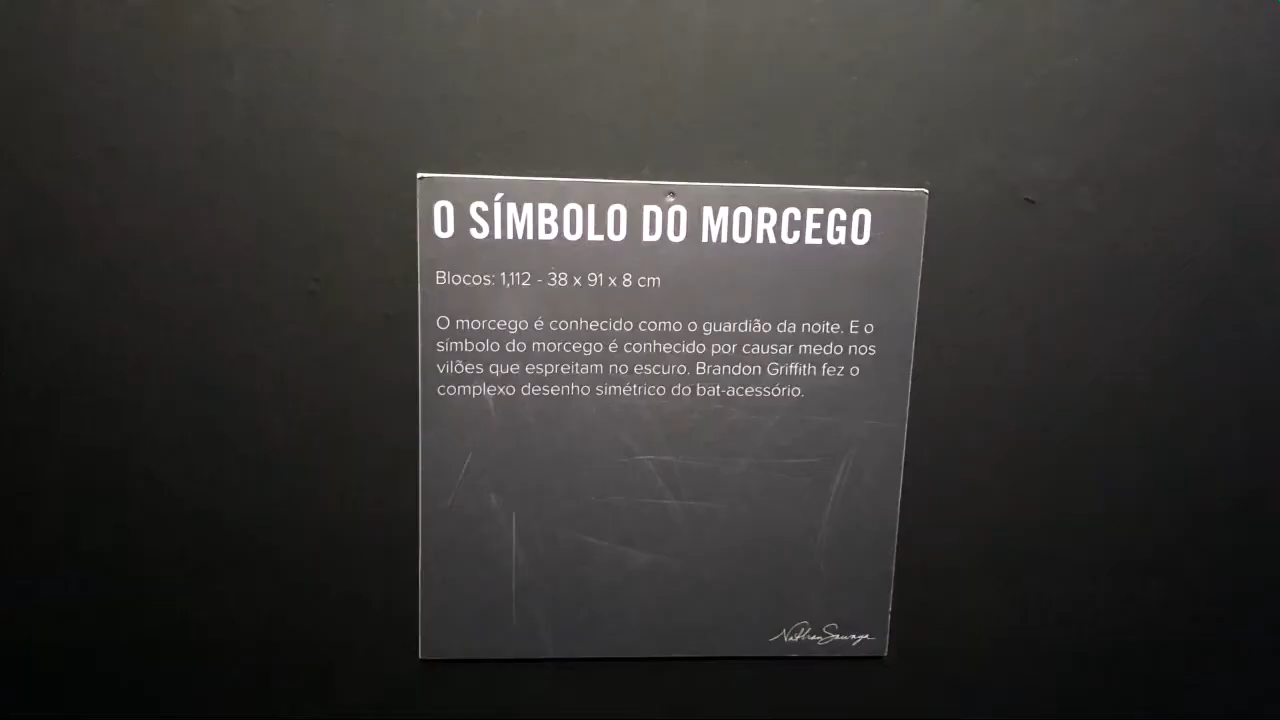 O SÍMBOLO DO MORCEGO
Blocos: 1,112 - 38 x 91 x 8 cm
O morcego é conhecido como o guardião da noite. E o
símbolo do morcego é conhecido por causar medo nos
vilões que espreitam no escuro. Brandon Griffith fez o
complexo desenho simétrico do bat-acessório.
Nathan Sawaya